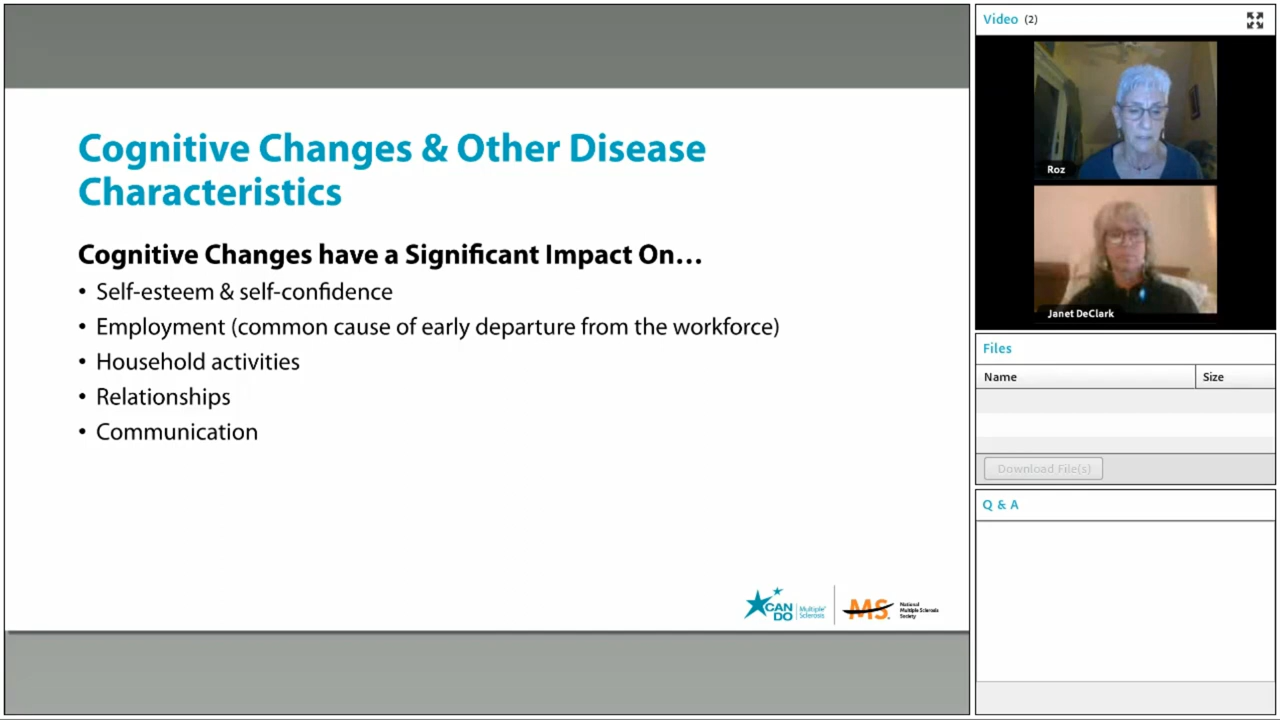 Cognitive Changes & Other Disease
Characteristics
Cognitive Changes have a Significant Impact On…
• Self-esteem & self-confidence
• Employment (common cause of early departure from the workforce)
• Household activities
• Relationships
• Communication
CAN
DO
Multiple
Sclerosis
MS
National
Multiple Sclerosis
Society
Video (2)
Roz
Janet DeClark
Files
Name Size
Download File(s)
Q & A